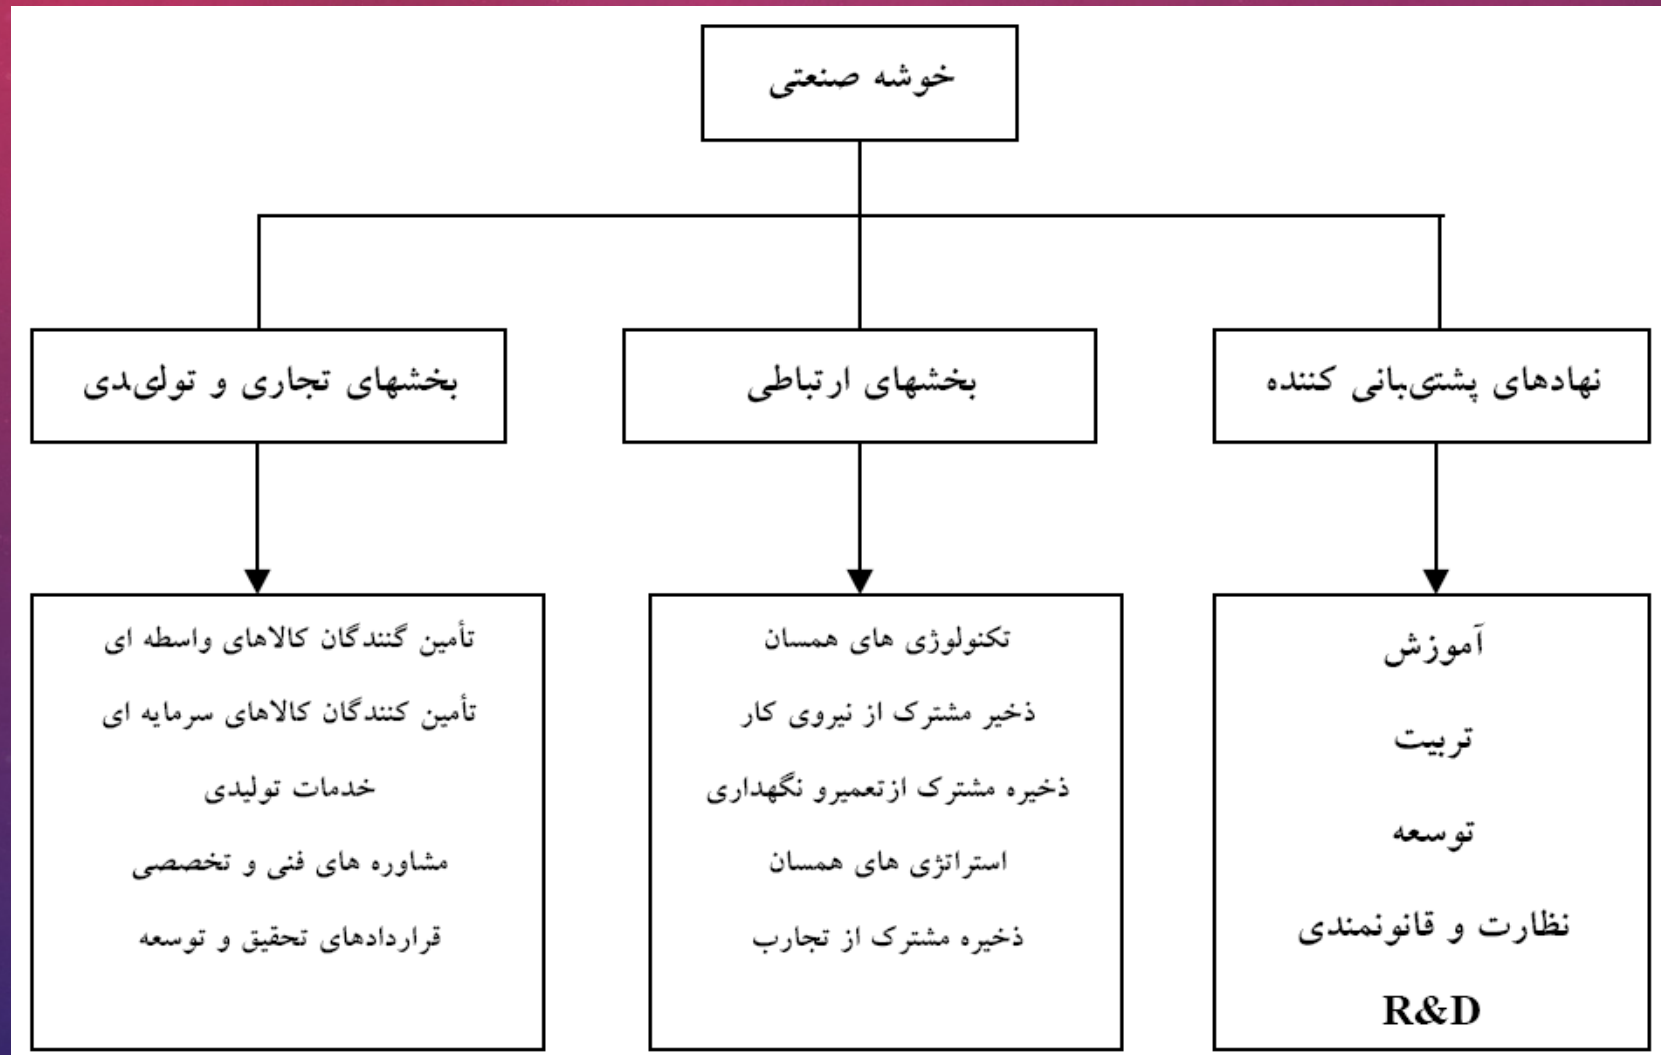 خوشه صنعتی
نهادهای پشتیبانی کننده
بخشهای ارتباطی
بخشهای تجاری و تولیدی
آموزش
تربیت
توسعه
نظارت و قانونمندی
R&D
تکنولوژی های همسان
ذخیر مشترک از نیروی کار
ذخیره مشترک ازتعمیرو نگهداری
استراتژی های همسان
ذخیره مشترک از تجارب
تأمین گنندگان کالاهای واسطه ای
تأمین کنندگان کالاهای سرمایه ای
خدمات تولیدی
مشاوره های فنی و تخصصی
قراردادهای تحقیق و توسعه